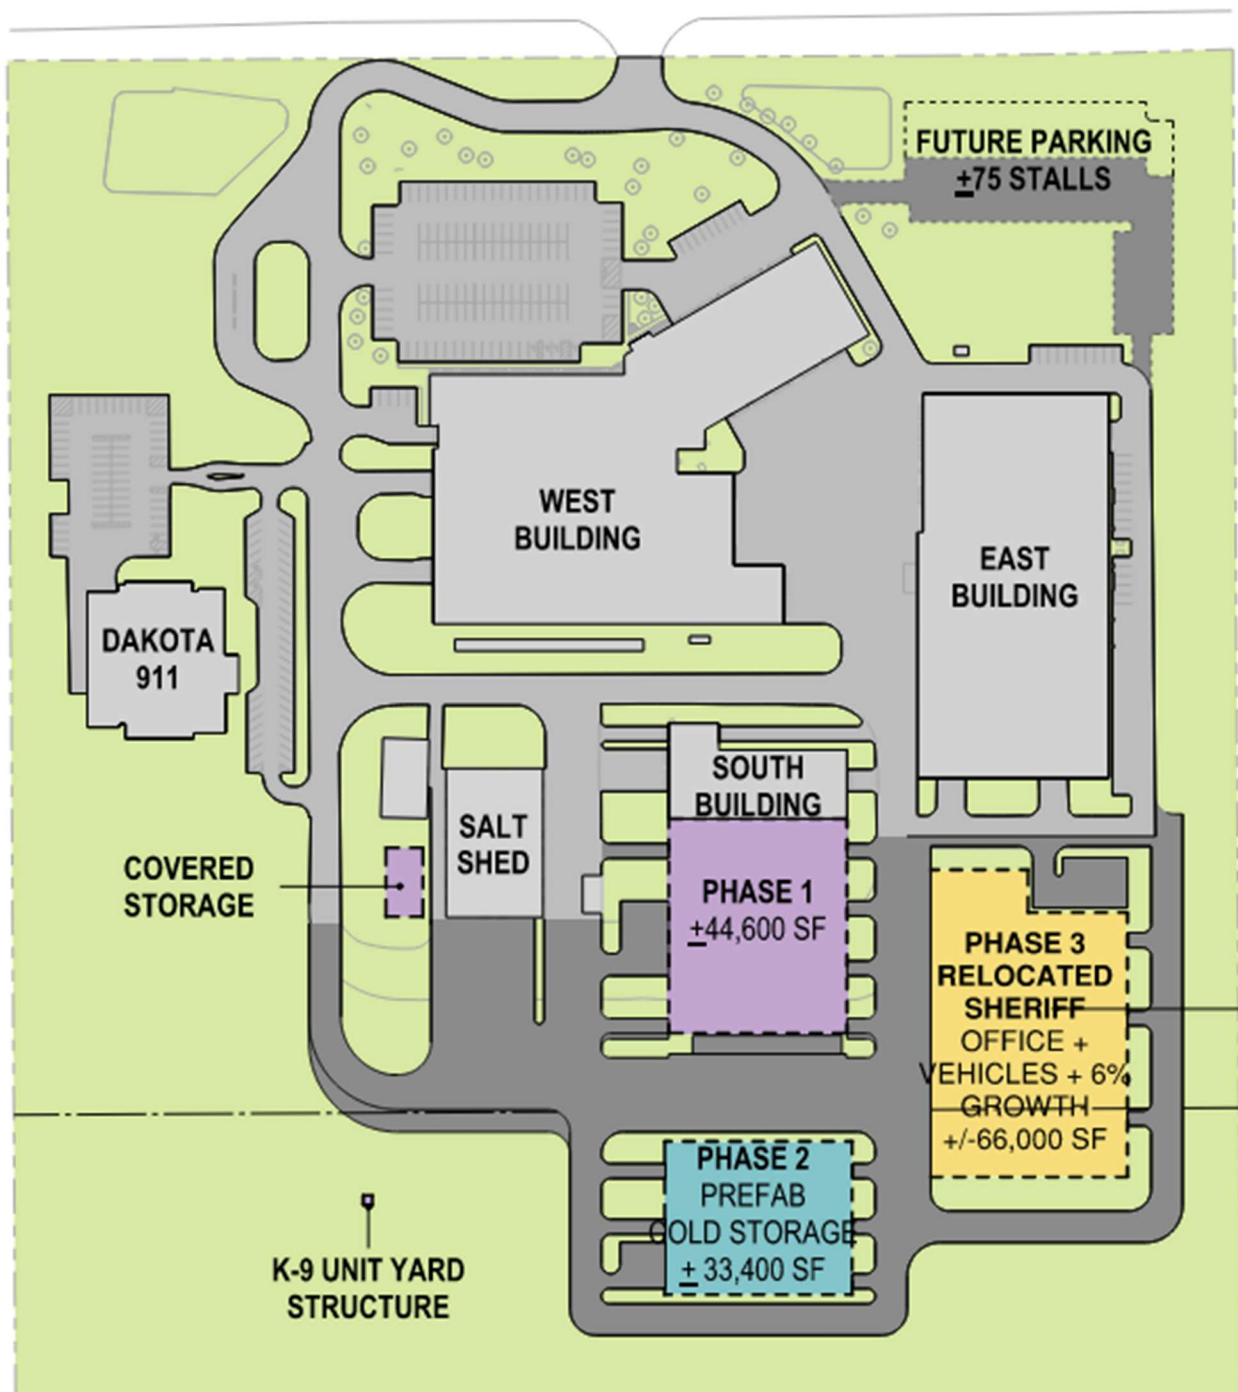 FUTURE PARKING
±75 STALLS
WEST
BUILDING
EAST
BUILDING
DAKOTA
911
SOUTH
BUILDING
SALT
SHED
COVERED
STORAGE
PHASE 1
±44,600 SF
PHASE 3
RELOCATED
SHERIFF
OFFICE +
VEHICLES + 6%
GROWTH
+/-66,000 SF
PHASE 2
PREFAB
COLD STORAGE
± 33,400 SF
K-9 UNIT YARD
STRUCTURE